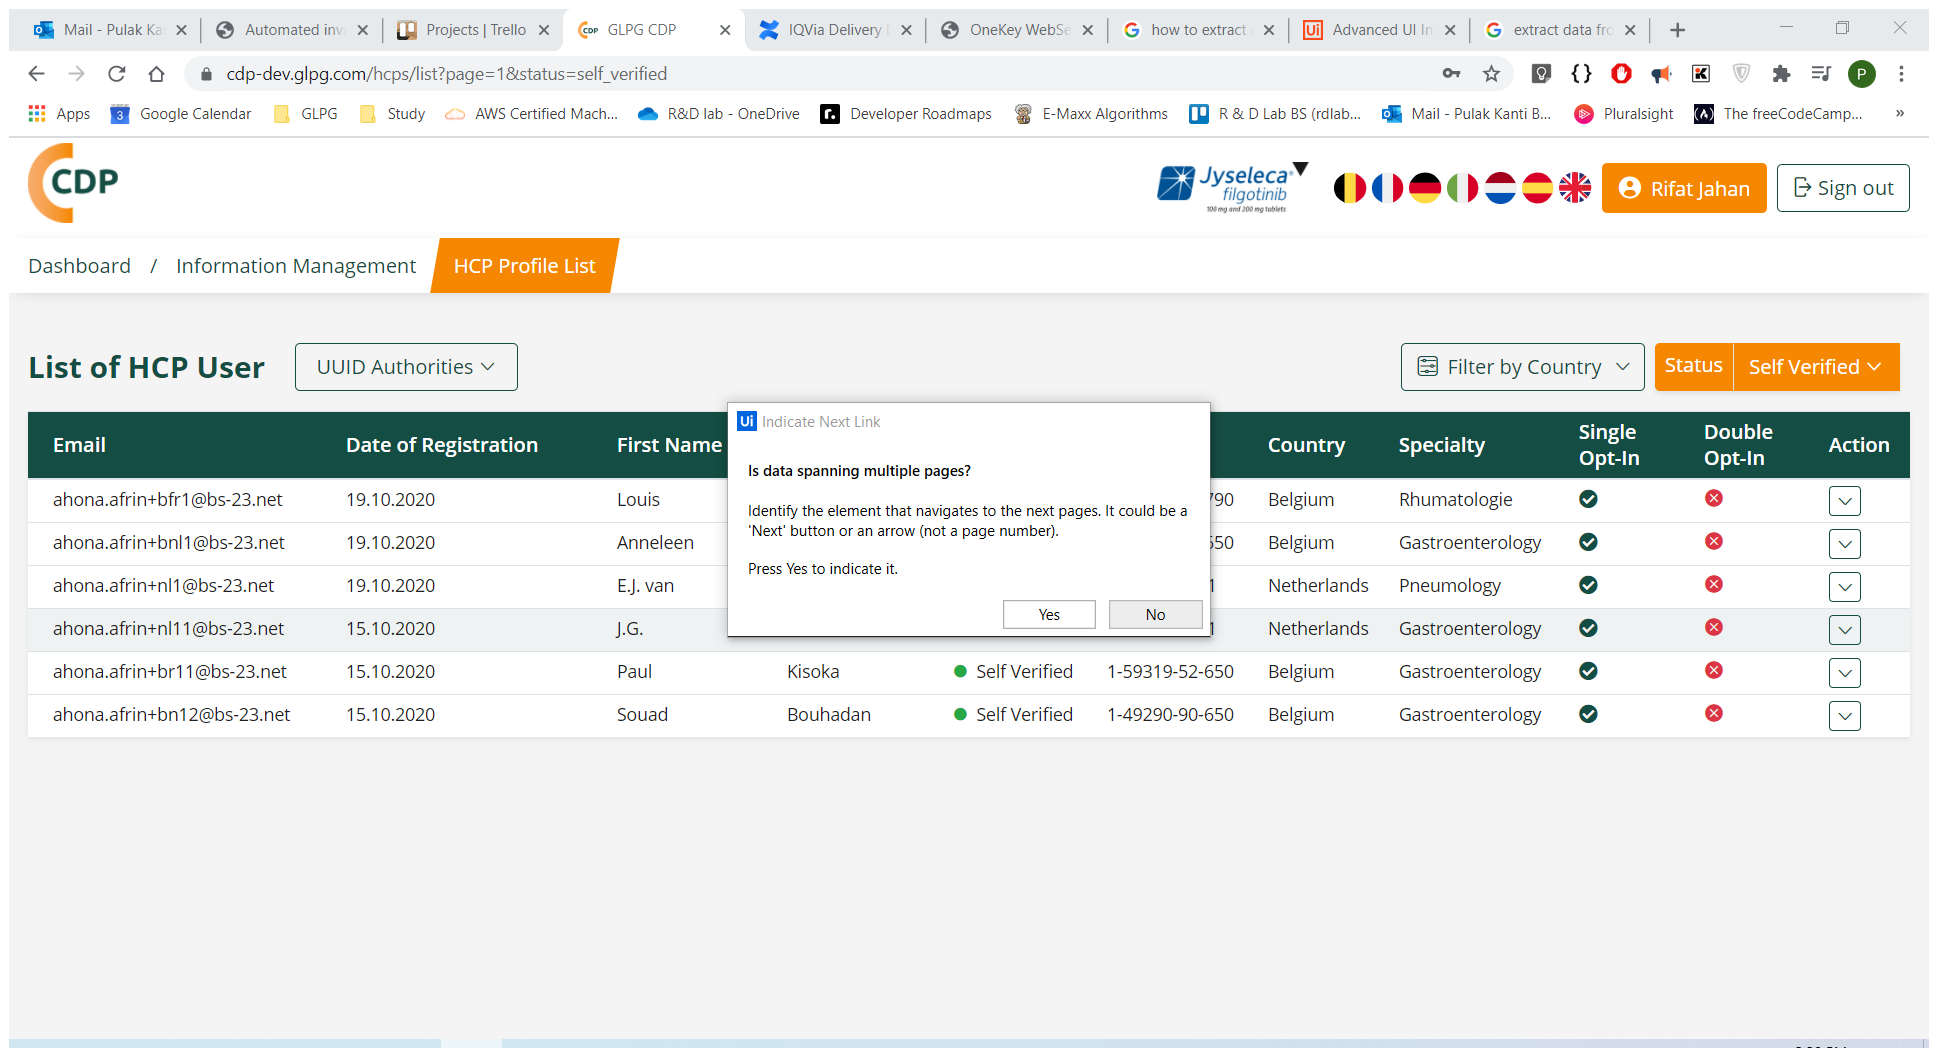 Mail - Pulak Ka
Automated inv
Projects | Trello
CDP GLPG CDP
IQVia Delivery
OneKey WebSe
how to extract
Ui Advanced UI In
extract data fro
cdp-dev.glpg.com/hcps/list?page=1&status=self_verified
P
Apps
3 Google Calendar
GLPG
Study
AWS Certified Mach...
R&D lab - OneDrive
r. Developer Roadmaps
E-Maxx Algorithms
R & D Lab BS (rdlab...
Mail - Pulak Kanti B...
Pluralsight
The freeCodeCamp...
»
CDP
Jyseleca®
filgotinib
100 mg and 200 mg tablets
Rifat Jahan
Sign out
Dashboard / Information Management HCP Profile List
List of HCP User
UUID Authorities
Filter by Country
Status Self Verified
Email Date of Registration First Name Country Specialty Single Opt-In Double Opt-In Action
ahona.afrin+bfr1@bs-23.net 19.10.2020 Louis 790 Belgium Rhumatologie
ahona.afrin+bnl1@bs-23.net 19.10.2020 Anneleen 650 Belgium Gastroenterology
ahona.afrin+nl1@bs-23.net 19.10.2020 E.J. van 1 Netherlands Pneumology
ahona.afrin+nl11@bs-23.net 15.10.2020 J.G. 1 Netherlands Gastroenterology
ahona.afrin+br11@bs-23.net 15.10.2020 Paul Kisoka Self Verified 1-59319-52-650 Belgium Gastroenterology
ahona.afrin+bn12@bs-23.net 15.10.2020 Souad Bouhadan Self Verified 1-49290-90-650 Belgium Gastroenterology
Ui Indicate Next Link
Is data spanning multiple pages?
Identify the element that navigates to the next pages. It could be a
'Next' button or an arrow (not a page number).
Press Yes to indicate it.
Yes No